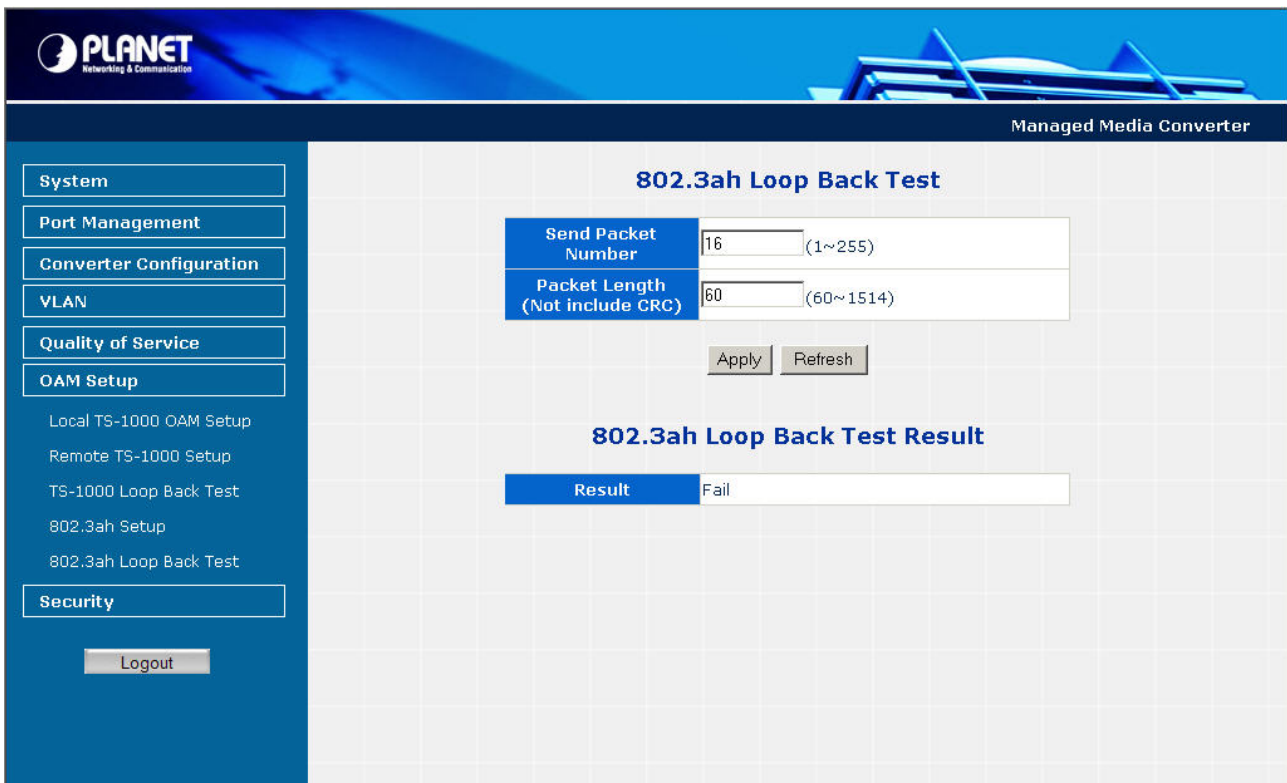 PLANET
Networking & Communication
Managed Media Converter
System
Port Management
Converter Configuration
VLAN
Quality of Service
OAM Setup
Local TS-1000 OAM Setup
Remote TS-1000 Setup
TS-1000 Loop Back Test
802.3ah Setup
802.3ah Loop Back Test
Security
Logout
802.3ah Loop Back Test
Send Packet
Number
16 (1~255)
Packet Length
(Not include CRC)
60 (60~1514)
Apply Refresh
802.3ah Loop Back Test Result
Result Fail